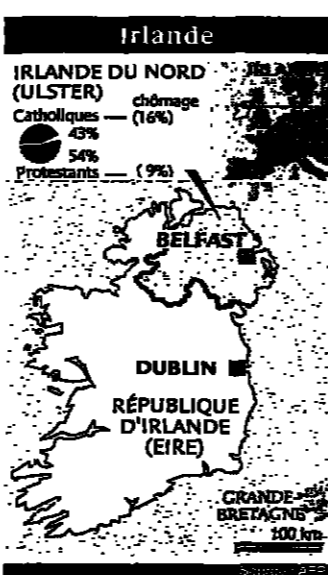 Irlande
IRLANDE DU NORD
(ULSTER)
chômage
Catholiques — (16%)
43%
54%
Protestants — (9%)
BELFAST
DUBLIN
RÉPUBLIQUE
D'IRLANDE
(EIRE)
GRANDE-
BRETAGNE
100 km